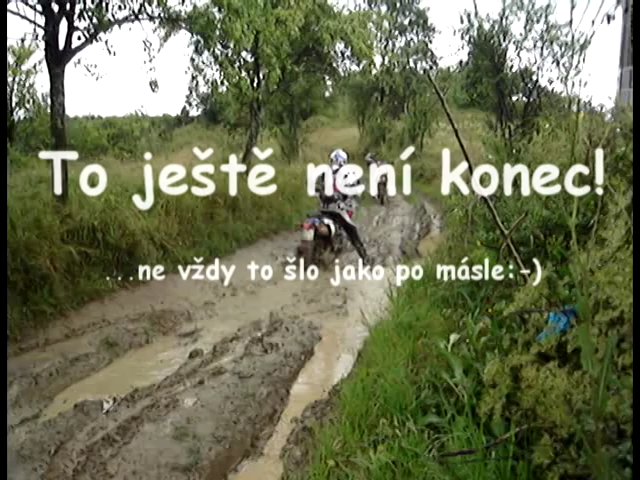 To ještě není konec!
...ne vždy to šlo jako po másle:-)